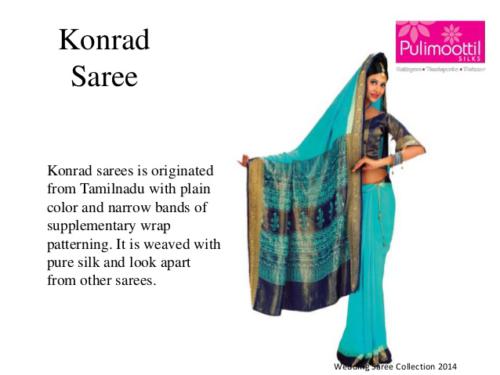 Konrad
Saree
Pulimoottil
SILKS
Konrad sarees is originated
from Tamilnadu with plain
color and narrow bands of
supplementary wrap
patterning. It is weaved with
pure silk and look apart
from other sarees.
Wedding Saree Collection 2014